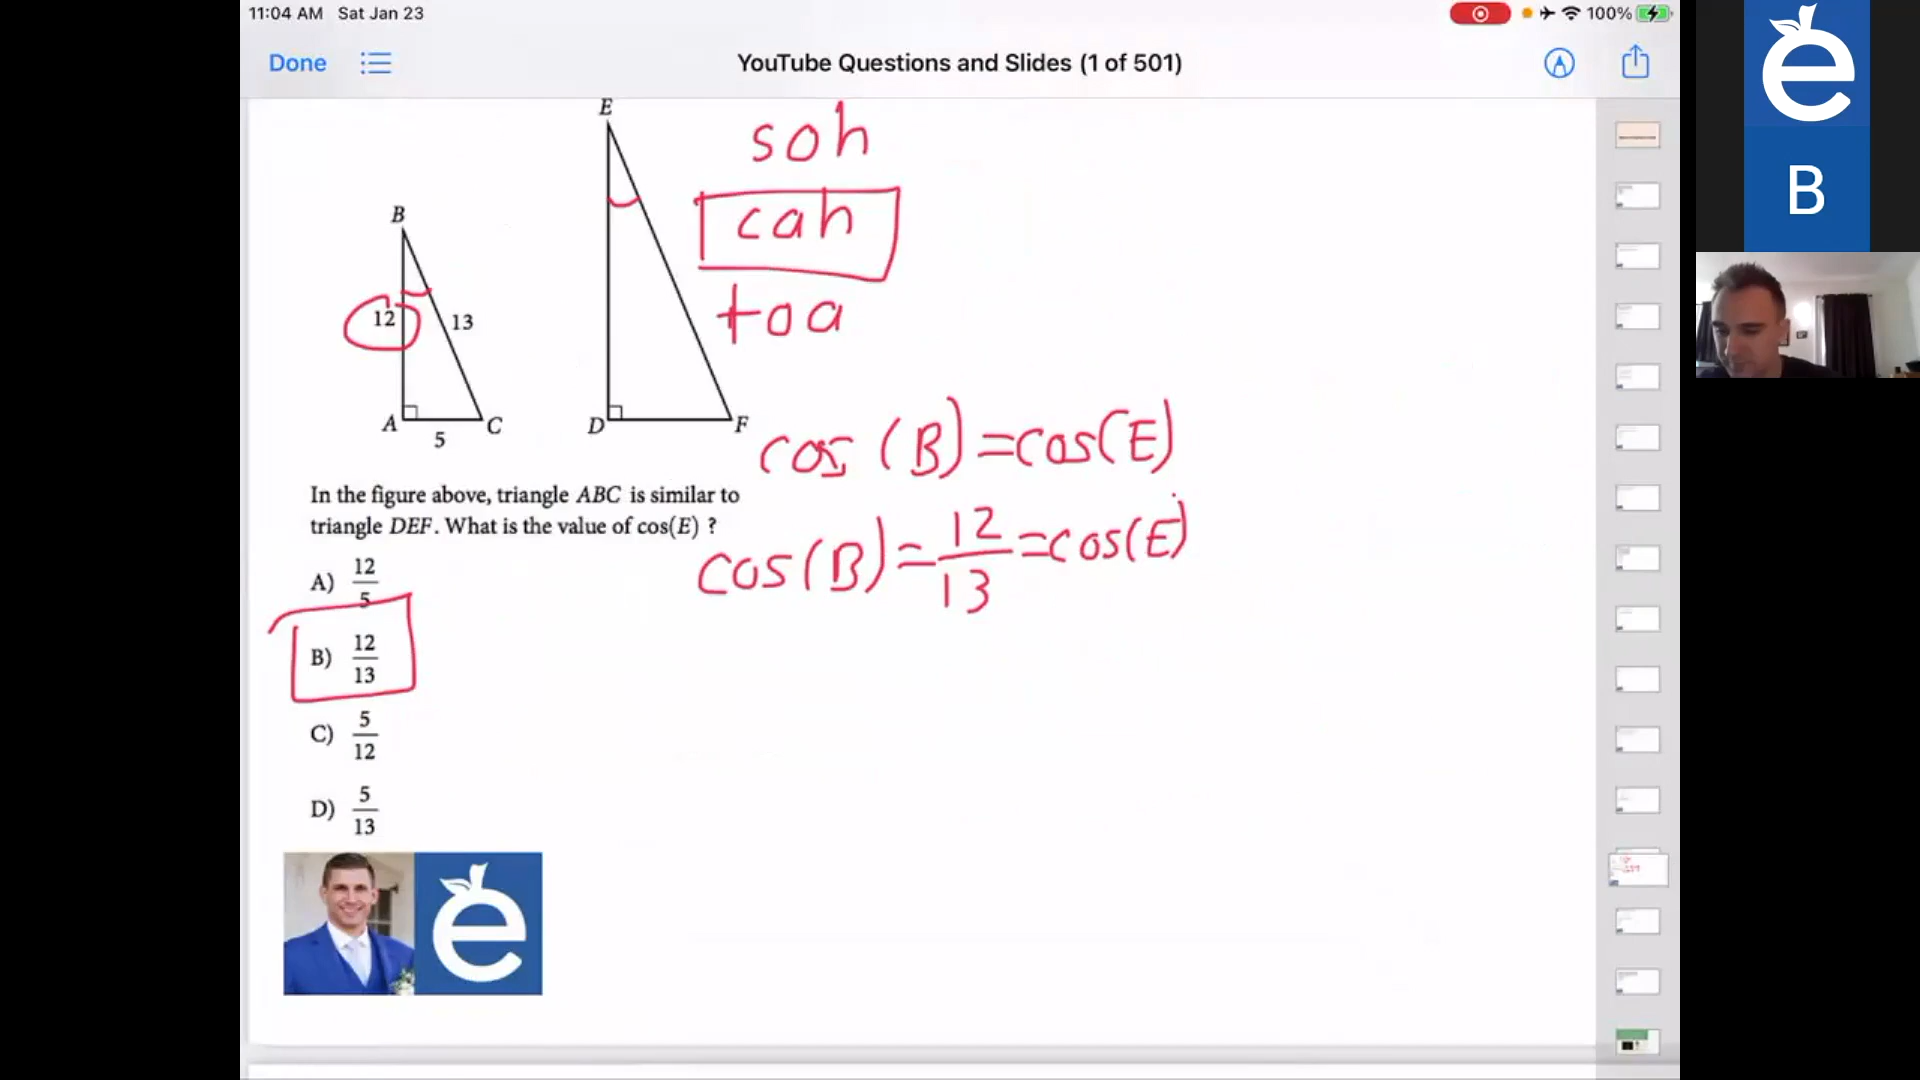 11:04 AM Sat Jan 23
100%
Done
YouTube Questions and Slides (1 of 501)
E
soh
cah
toa
B
12
13
A
C
5
D
F
cos(B)=cos(E)
In the figure above, triangle ABC is similar to
triangle DEF. What is the value of cos(E) ?
cos(B)=12/13=cos(E)
A) 12/5
B) 12/13
C) 5/12
D) 5/13
e
e
B